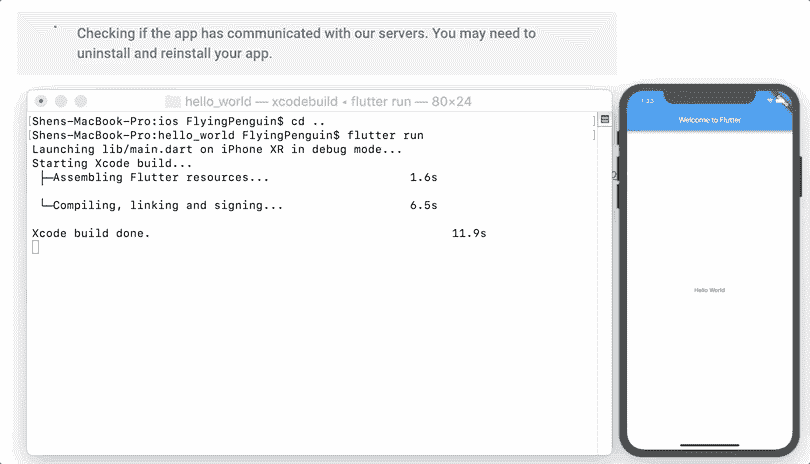 Checking if the app has communicated with our servers. You may need to
uninstall and reinstall your app.
hello_world — xcodebuild • flutter run — 80×24
[Shens-MacBook-Pro:ios FlyingPenguin$ cd .. ]
[Shens-MacBook-Pro:hello_world FlyingPenguin$ flutter run ]
Launching lib/main.dart on iPhone XR in debug mode...
Starting Xcode build...
├─Assembling Flutter resources... 1.6s
└─Compiling, linking and signing... 6.5s
Xcode build done. 11.9s
Welcome to Flutter
Hello World